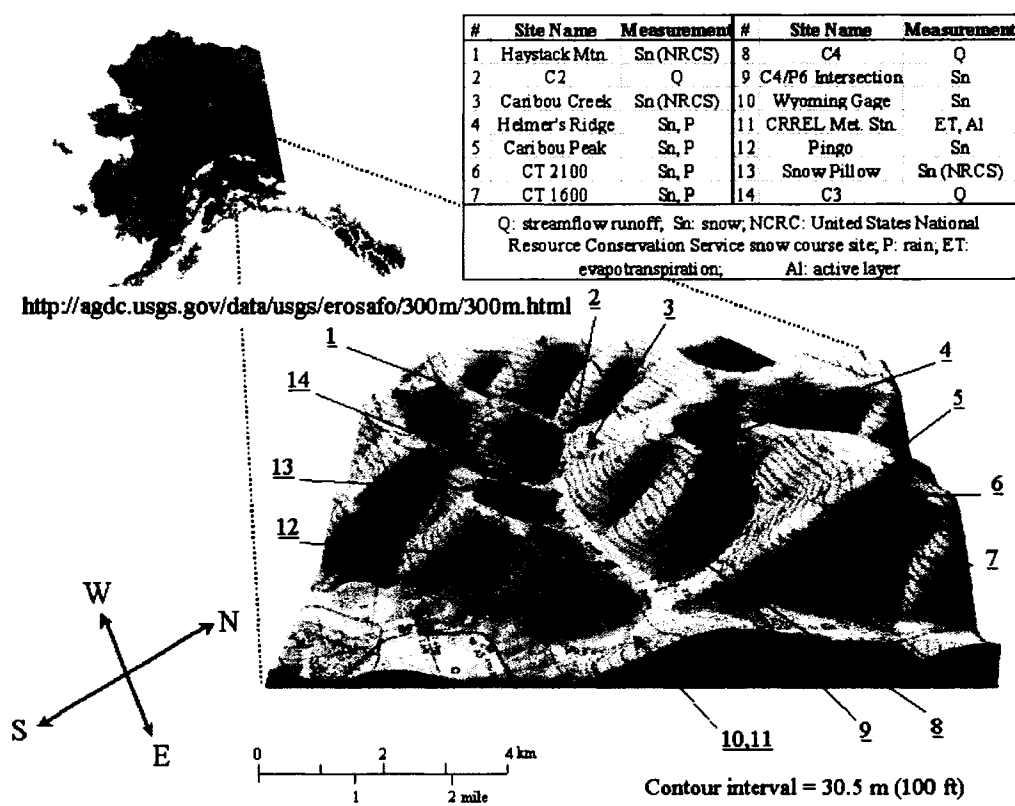 # Site Name Measurement # Site Name Measurement
1 Haystack Mtn. Sn (NRCS) 8 C4 Q
2 C2 Q 9 C4/P6 Intersection Sn
3 Caribou Creek Sn (NRCS) 10 Wyoming Gage Sn
4 Helmer's Ridge Sn, P 11 CRREL Met. Stn. ET, Al
5 Caribou Peak Sn, P 12 Pingo Sn
6 CT 2100 Sn, P 13 Snow Pillow Sn (NRCS)
7 CT 1600 Sn, P 14 C3 Q
Q: streamflow runoff; Sn: snow; NCRC: United States National
Resource Conservation Service snow course site; P: rain; ET:
evapotranspiration; Al: active layer
http://agdc.usgs.gov/data/usgs/erosafo/300m/300m.html
2
3
1
4
14
5
13
6
12
7
W
N
S
E
10,11
9
8
0 2 4 km
1 2 mile
Contour interval = 30.5 m (100 ft)